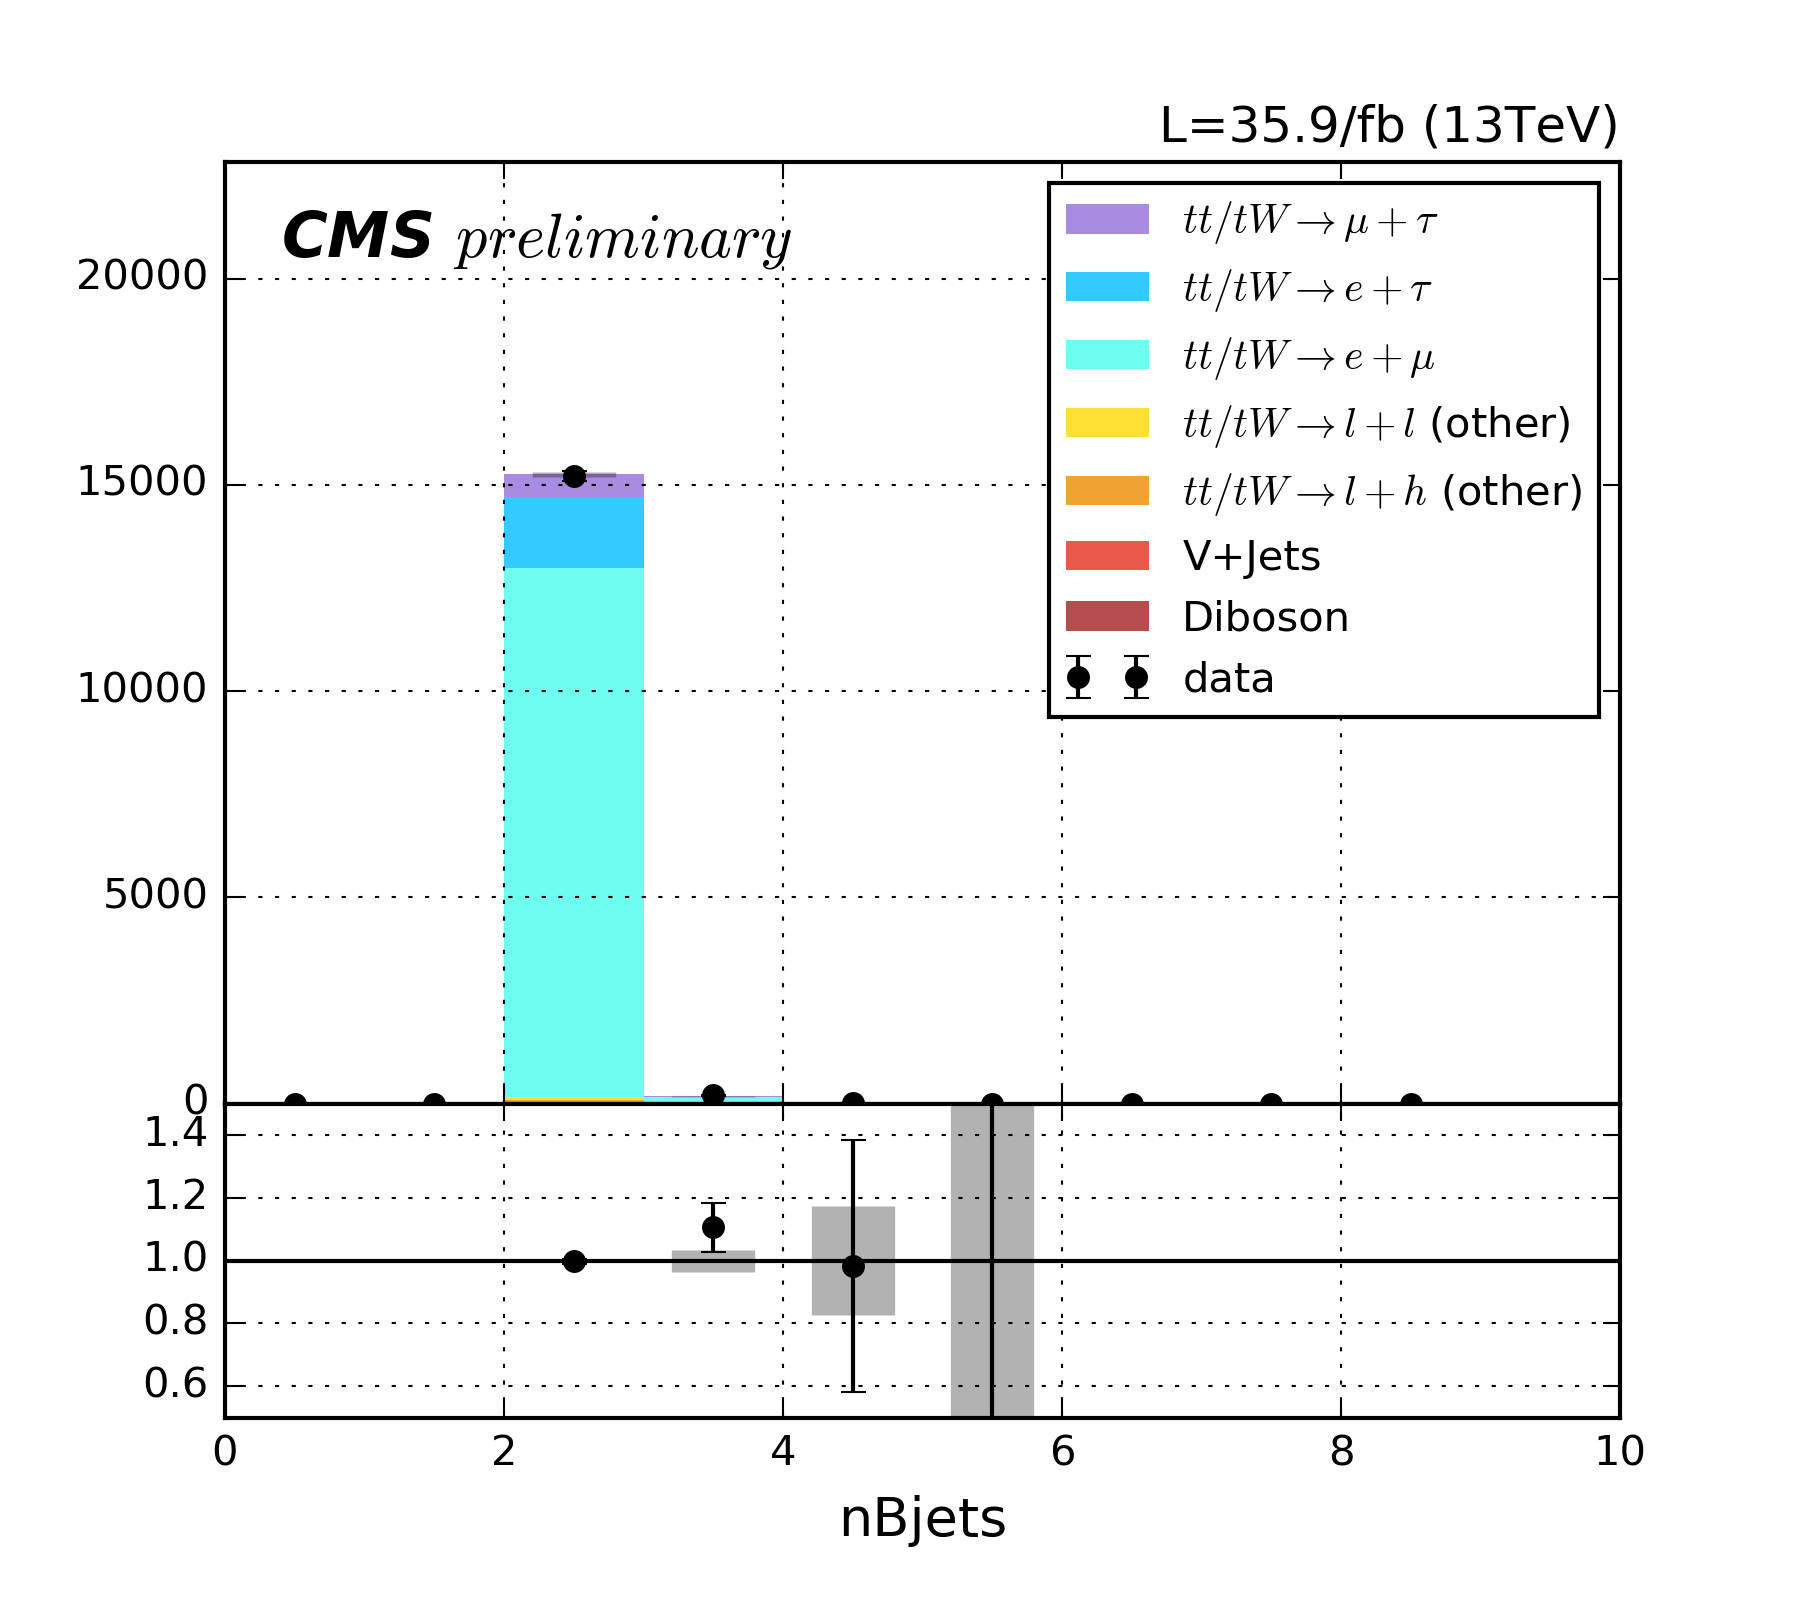 L=35.9/fb (13TeV)
CMS preliminary
tt/tW→μ+τ
tt/tW→e+τ
tt/tW→e+μ
tt/tW→l+l (other)
tt/tW→l+h (other)
V+Jets
Diboson
data
20000
15000
10000
5000
0
1.4
1.2
1.0
0.8
0.6
0 2 4 6 8 10
nBjets